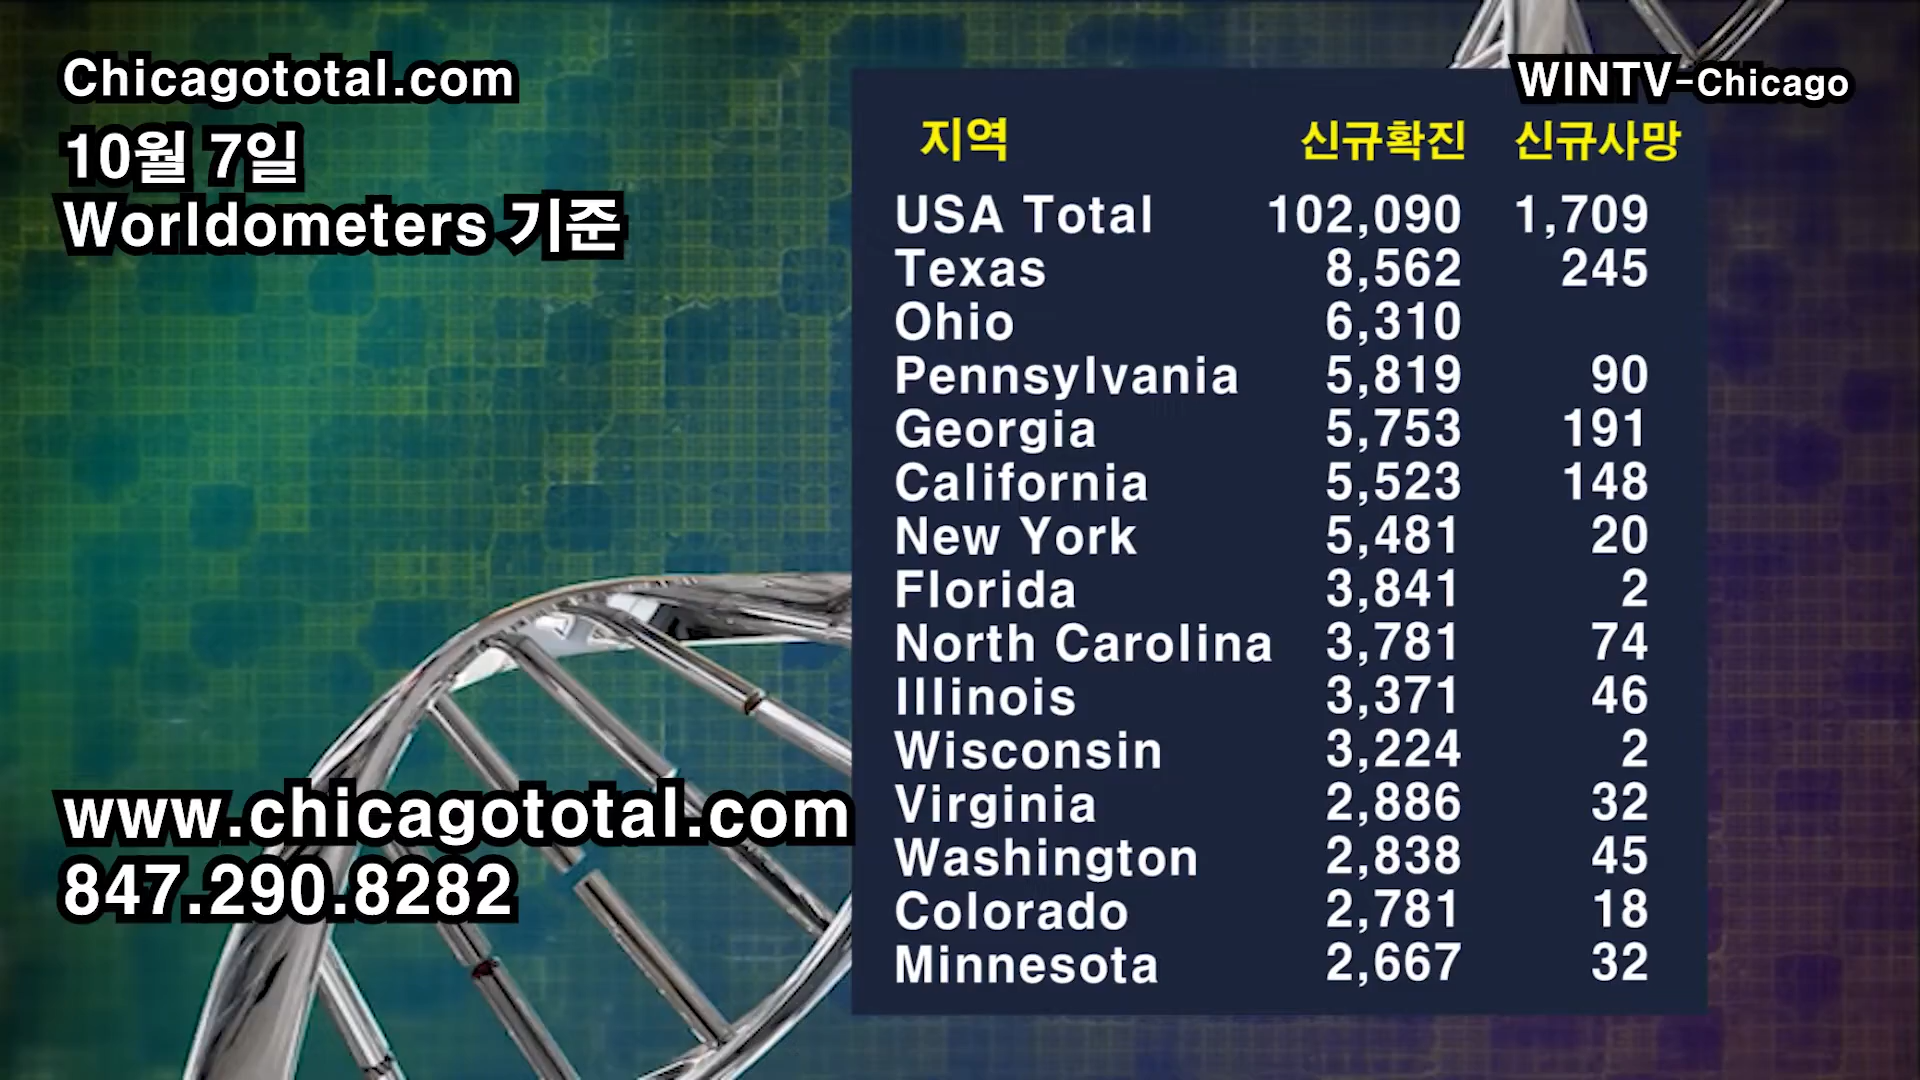 Chicagototal.com
10월 7일
Worldometers 기준
WINTV-Chicago
지역 신규확진 신규사망
USA Total 102,090 1,709
Texas 8,562 245
Ohio 6,310
Pennsylvania 5,819 90
Georgia 5,753 191
California 5,523 148
New York 5,481 20
Florida 3,841 2
North Carolina 3,781 74
Illinois 3,371 46
Wisconsin 3,224 2
Virginia 2,886 32
Washington 2,838 45
Colorado 2,781 18
Minnesota 2,667 32
www.chicagototal.com
847.290.8282